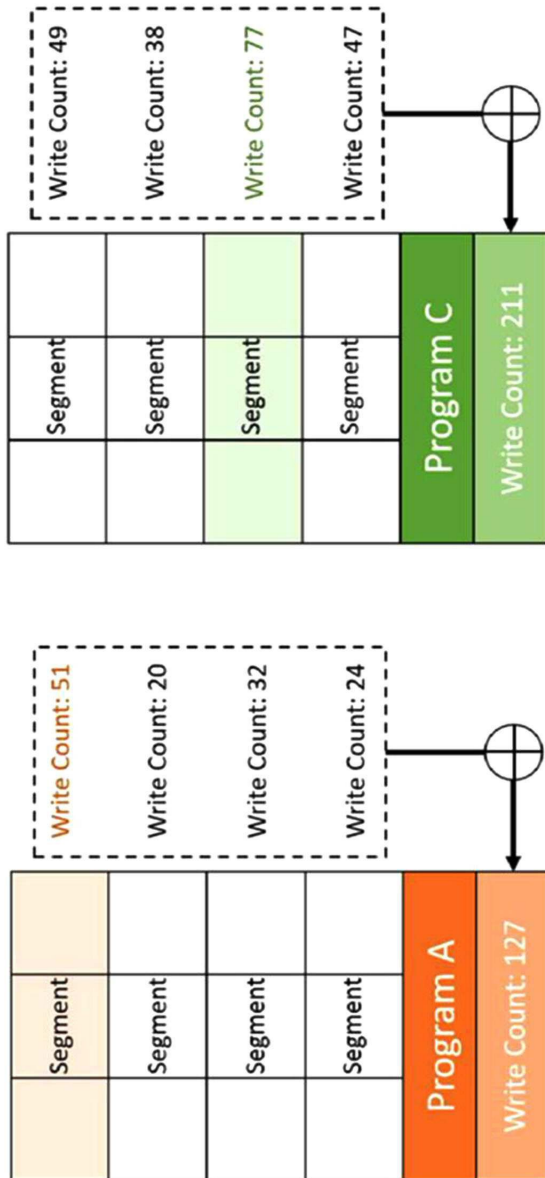 Segment
Write Count: 51
Segment
Write Count: 20
Segment
Write Count: 32
Segment
Write Count: 24
Program A
Write Count: 127
Segment
Write Count: 49
Segment
Write Count: 38
Segment
Write Count: 77
Segment
Write Count: 47
Program C
Write Count: 211